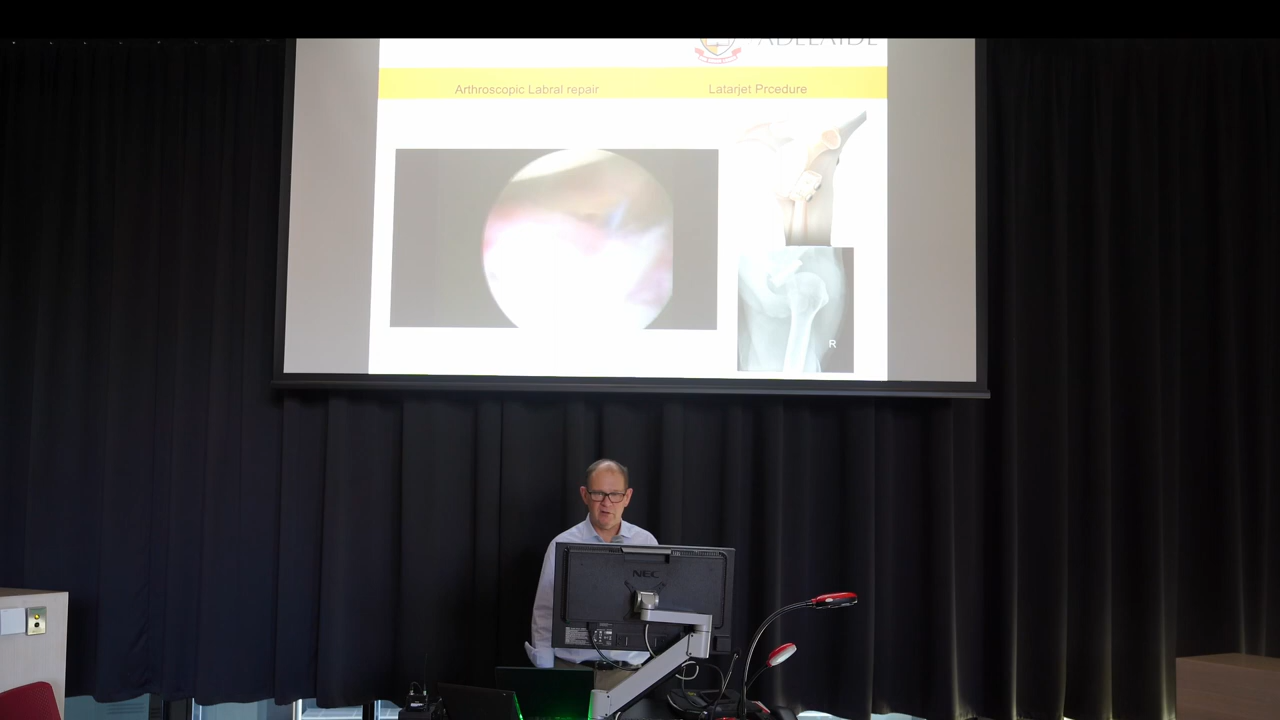 ADELAIDE
Arthroscopic Labral repair
Latarjet Prcedure
R
NEC